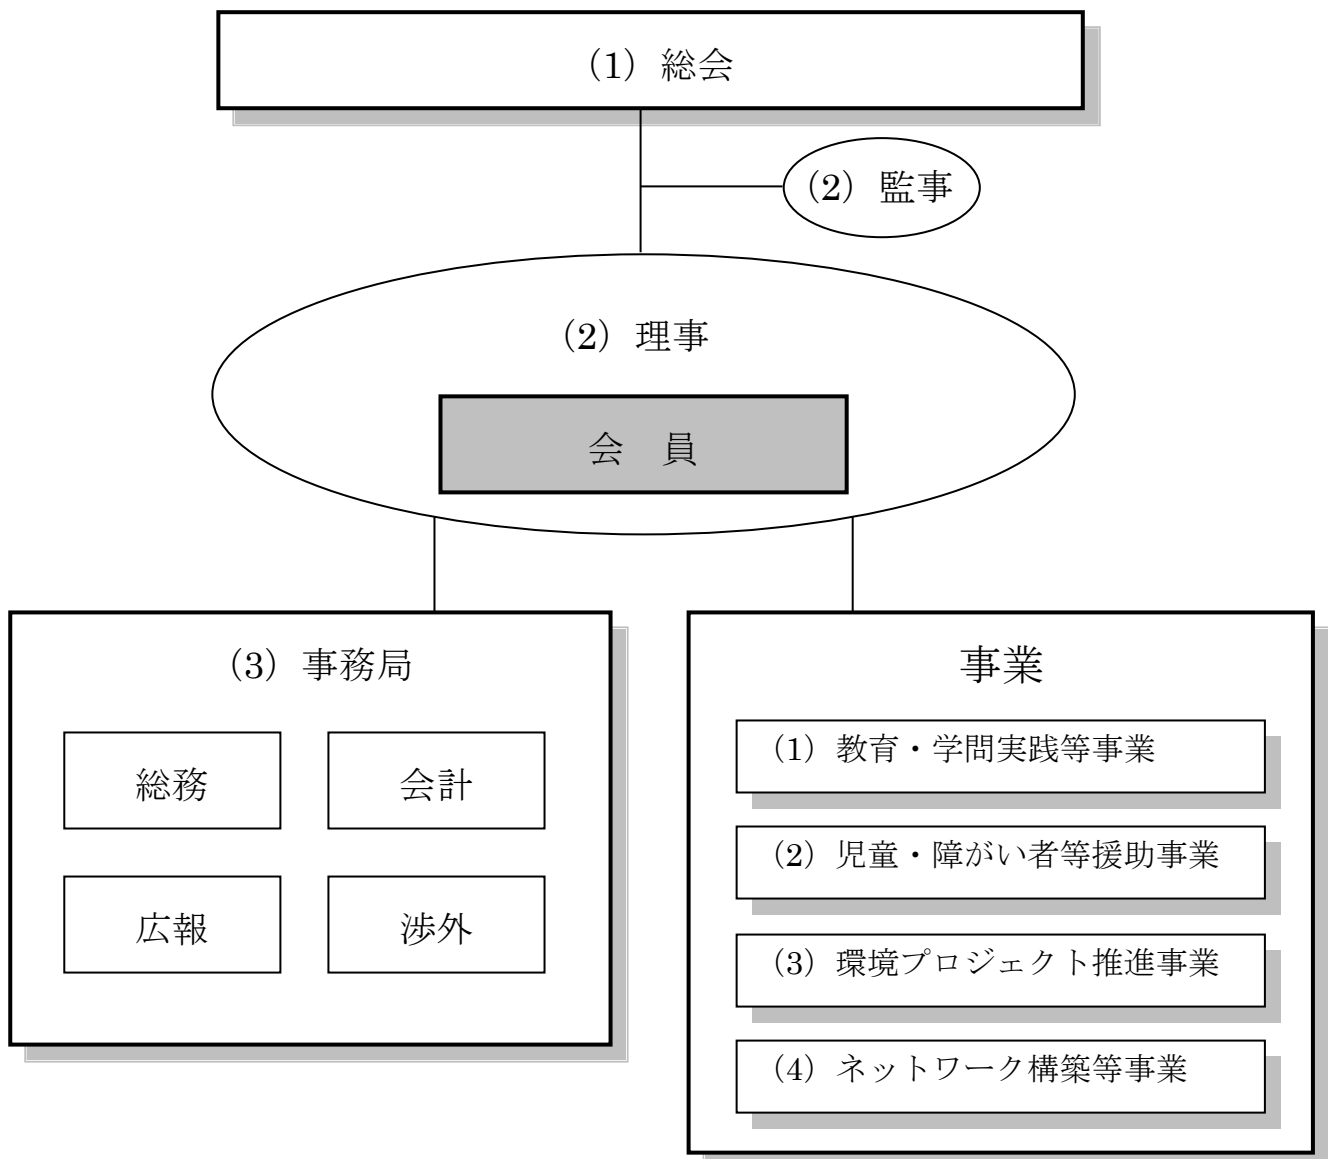 (1) 総会
(2) 監事
(2) 理事
会　員
(3) 事務局
総務
会計
広報
渉外
事業
(1) 教育・学問実践等事業
(2) 児童・障がい者等援助事業
(3) 環境プロジェクト推進事業
(4) ネットワーク構築等事業